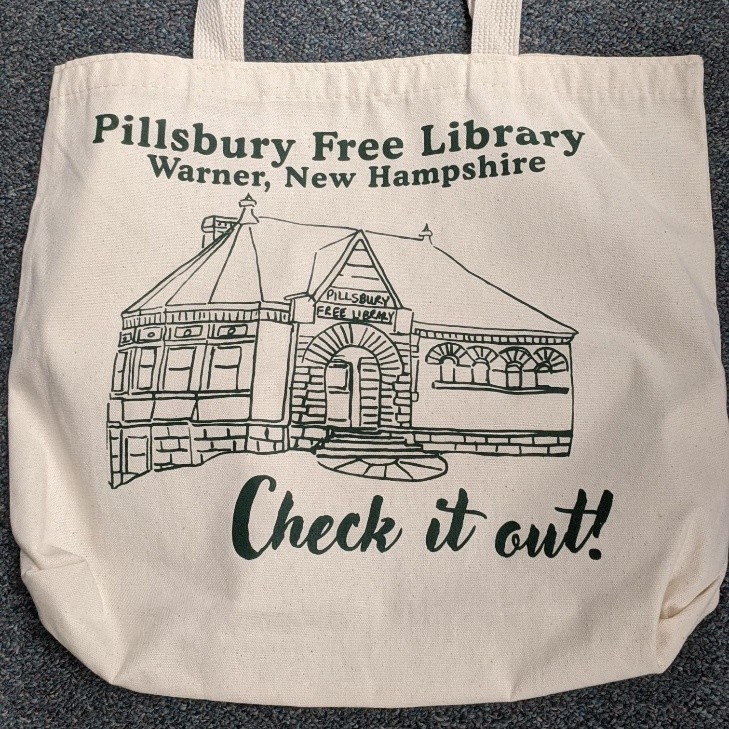 Pillsbury Free Library
Warner, New Hampshire
PILLSBURY
FREE LIBRARY
Check it out!